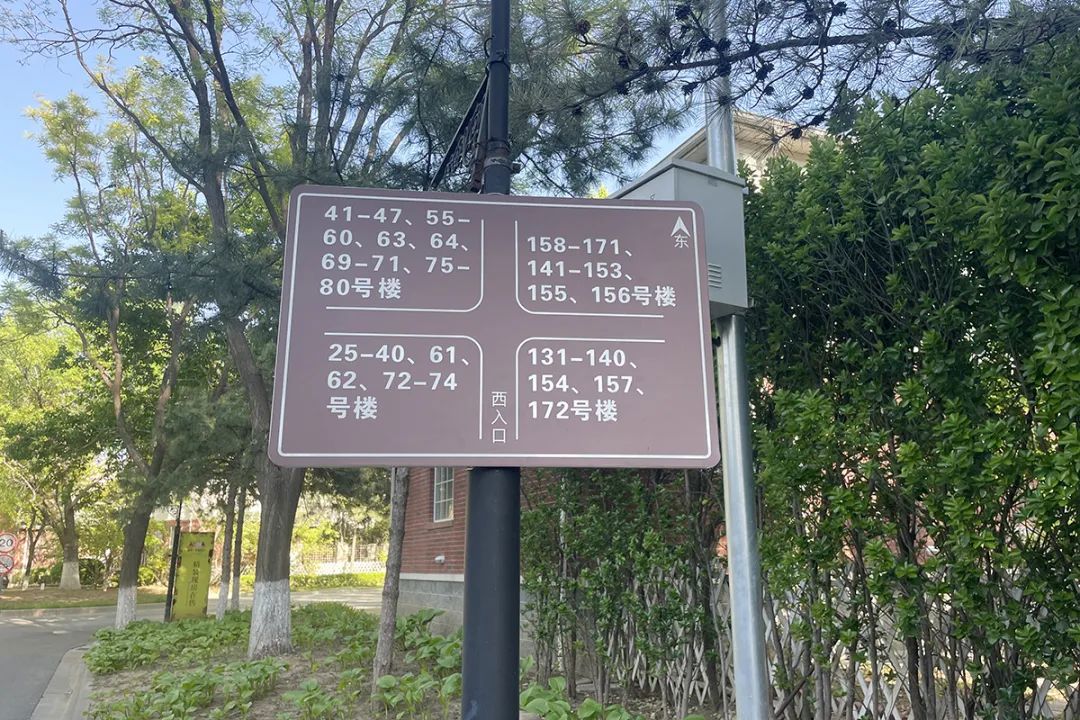 41-47、55-
60、63、64、
69-71、75-
80号楼
158-171、
141-153、
155、156号楼
东
25-40、61、
62、72-74
号楼
131-140、
154、157、
172号楼
西入口
20